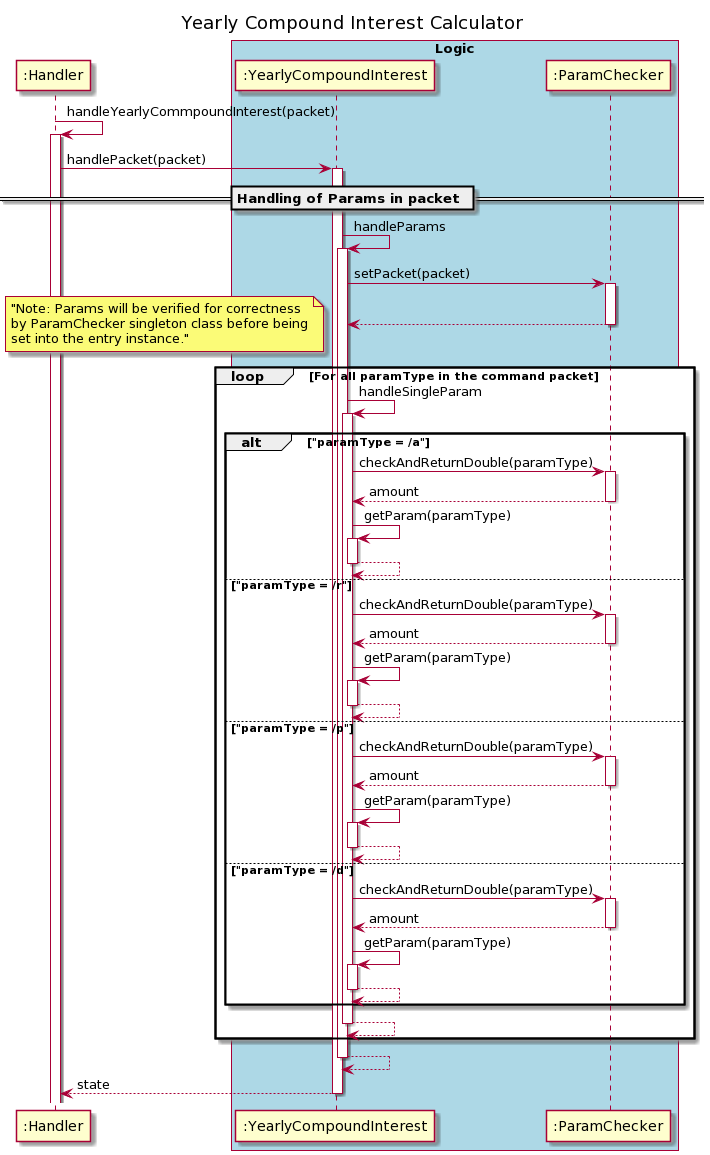 Yearly Compound Interest Calculator
Logic
:Handler
:YearlyCompoundInterest
:ParamChecker
handleYearlyCommpoundInterest(packet)
handlePacket(packet)
Handling of Params in packet
handleParams
setPacket(packet)
"Note: Params will be verified for correctness
by ParamChecker singleton class before being
set into the entry instance."
loop [For all paramType in the command packet]
handleSingleParam
alt ["paramType = /a]
checkAndReturnDouble(paramType)
amount
getParam(paramType)
["paramType = /r"]
checkAndReturnDouble(paramType)
amount
getParam(paramType)
["paramType = /p"]
checkAndReturnDouble(paramType)
amount
getParam(paramType)
["paramType = /d"]
checkAndReturnDouble(paramType)
amount
getParam(paramType)
state
:Handler
:YearlyCompoundInterest
:ParamChecker